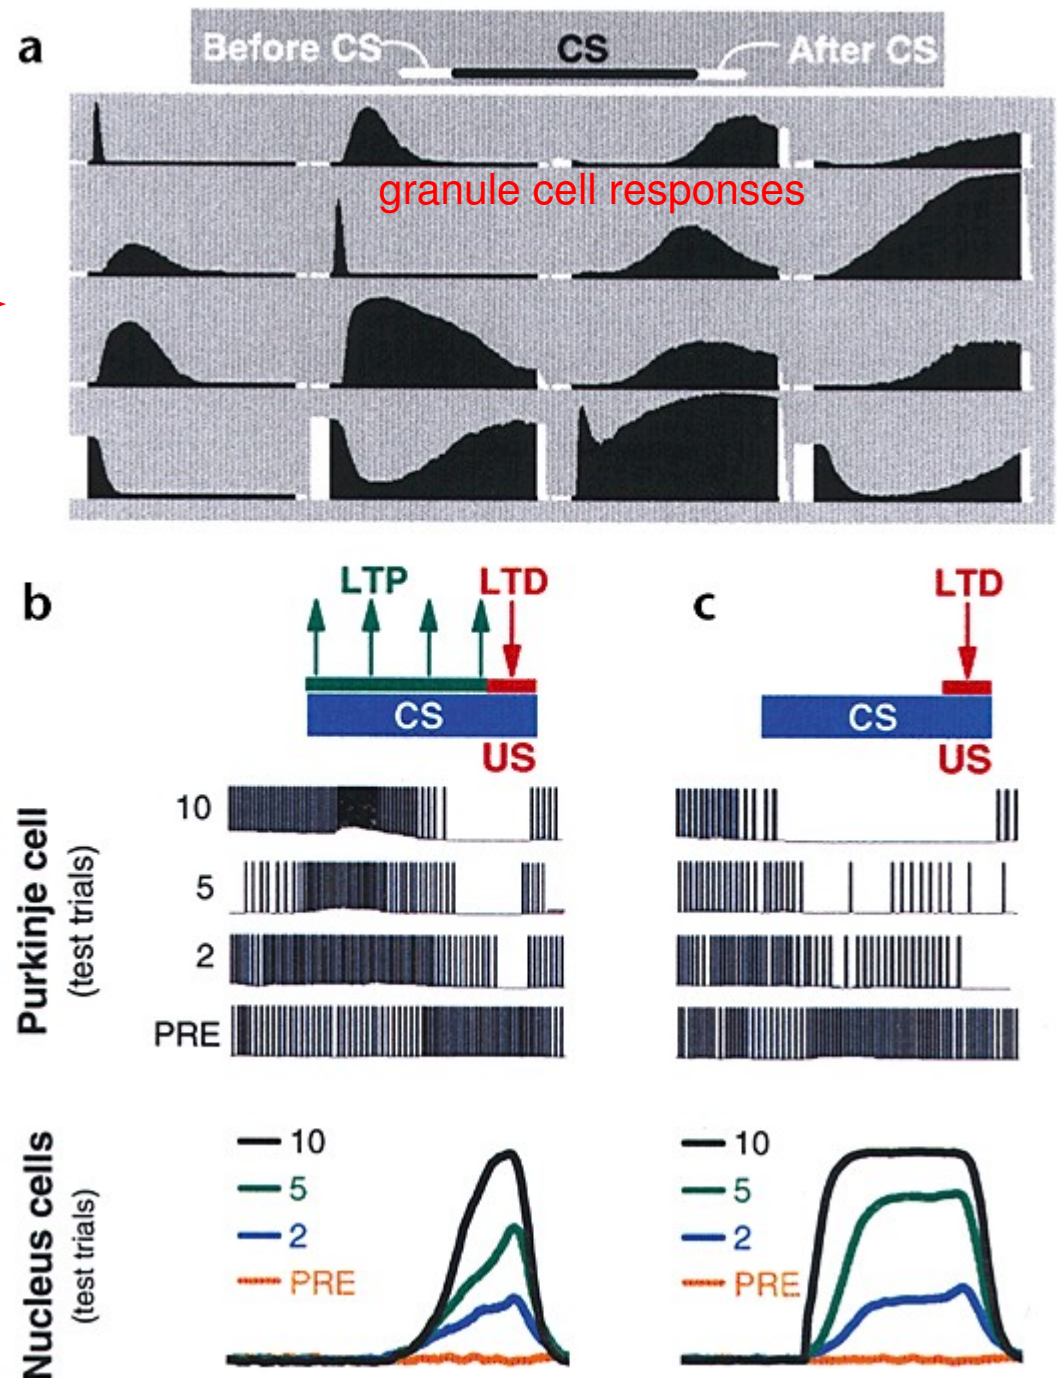 a
Before CS CS After CS
granule cell responses
b
LTP LTD
CS
US
c
LTD
CS
US
Purkinje cell
(test trials)
10
5
2
PRE
Nucleus cells
(test trials)
10
5
2
PRE
10
5
2
PRE